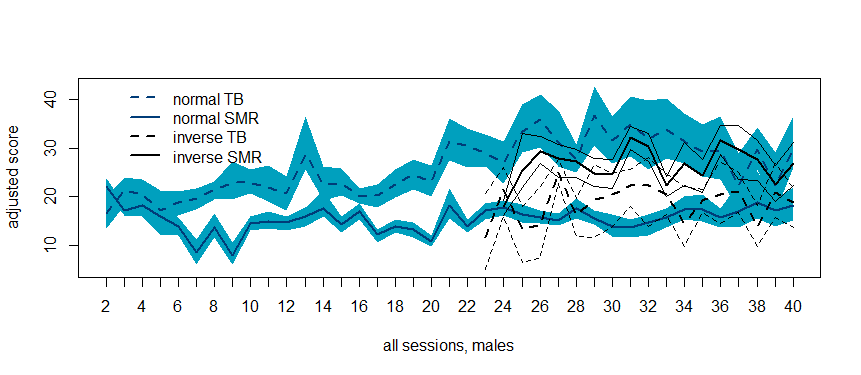 normal TB
normal SMR
inverse TB
inverse SMR
adjusted score
40
30
20
10
2 4 6 8 10 12 14 16 18 20 22 24 26 28 30 32 34 36 38 40
all sessions, males